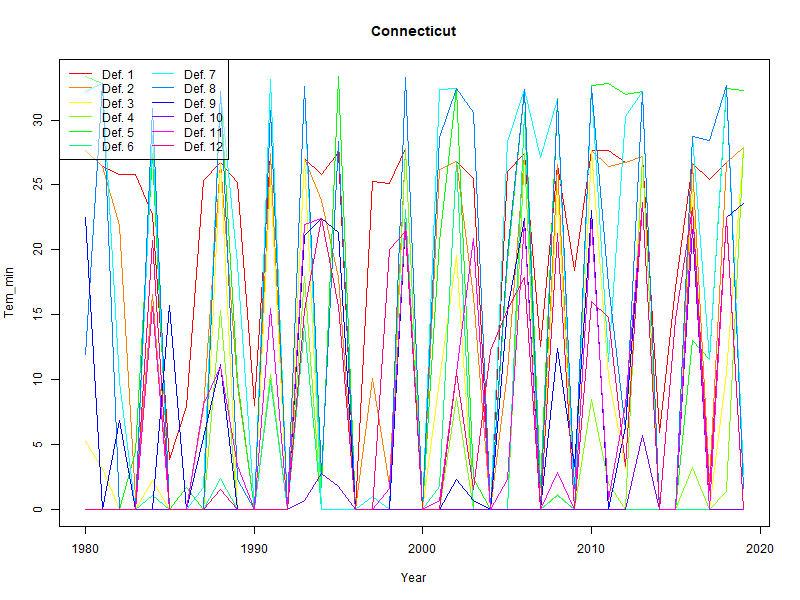 Connecticut
Def. 1 Def. 7
Def. 2 Def. 8
Def. 3 Def. 9
Def. 4 Def. 10
Def. 5 Def. 11
Def. 6 Def. 12
Tem_min
30
25
20
15
10
5
0
1980 1990 2000 2010 2020
Year